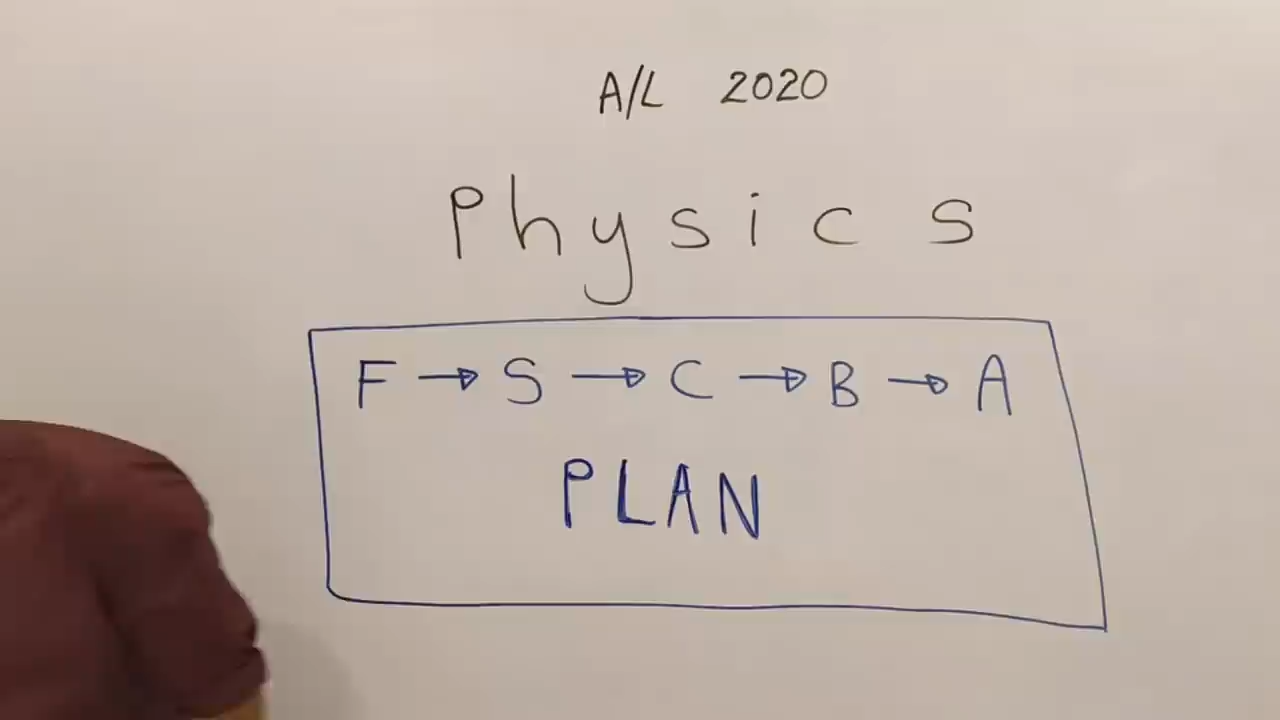 A/L 2020
Physics
F → S → C → B → A
PLAN